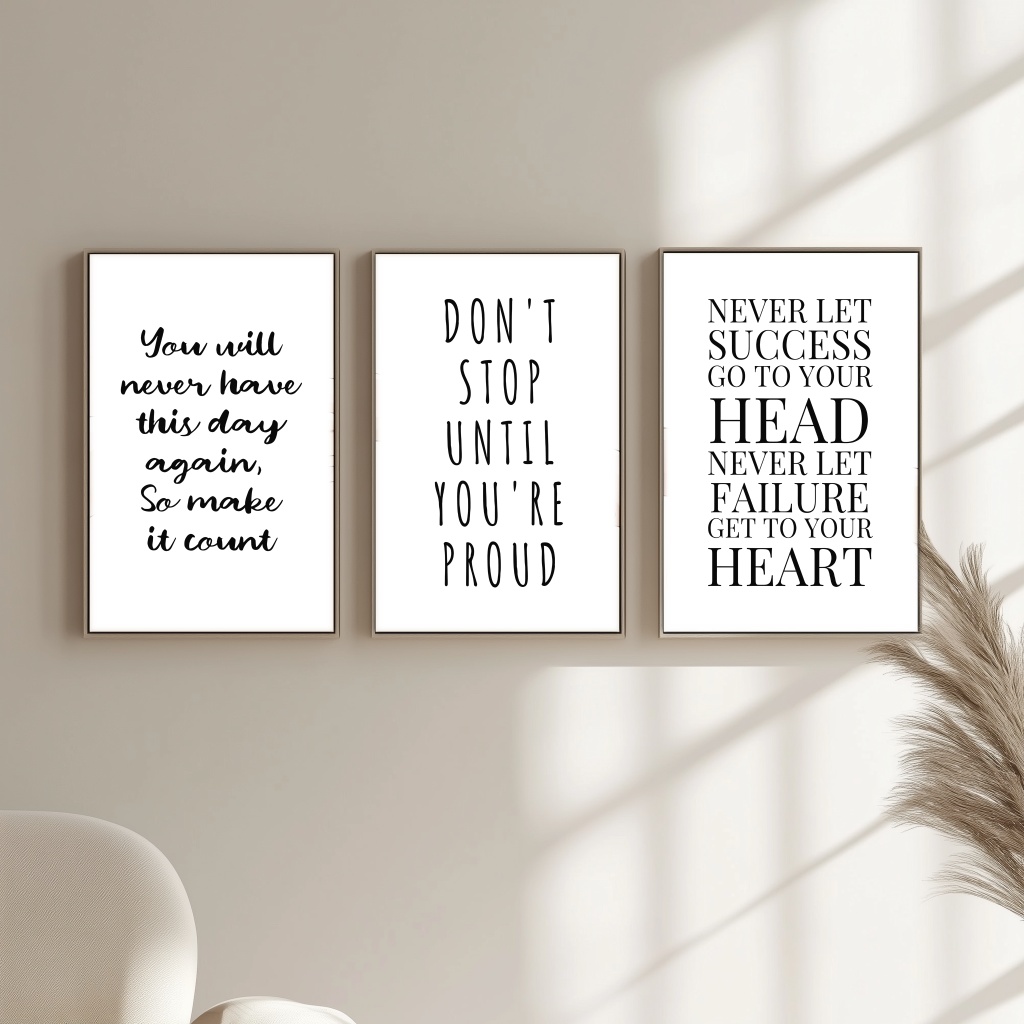 You will
never have
this day
again,
So make
it count
DON'T
STOP
UNTIL
YOU'RE
PROUD
NEVER LET
SUCCESS
GO TO YOUR
HEAD
NEVER LET
FAILURE
GET TO YOUR
HEART